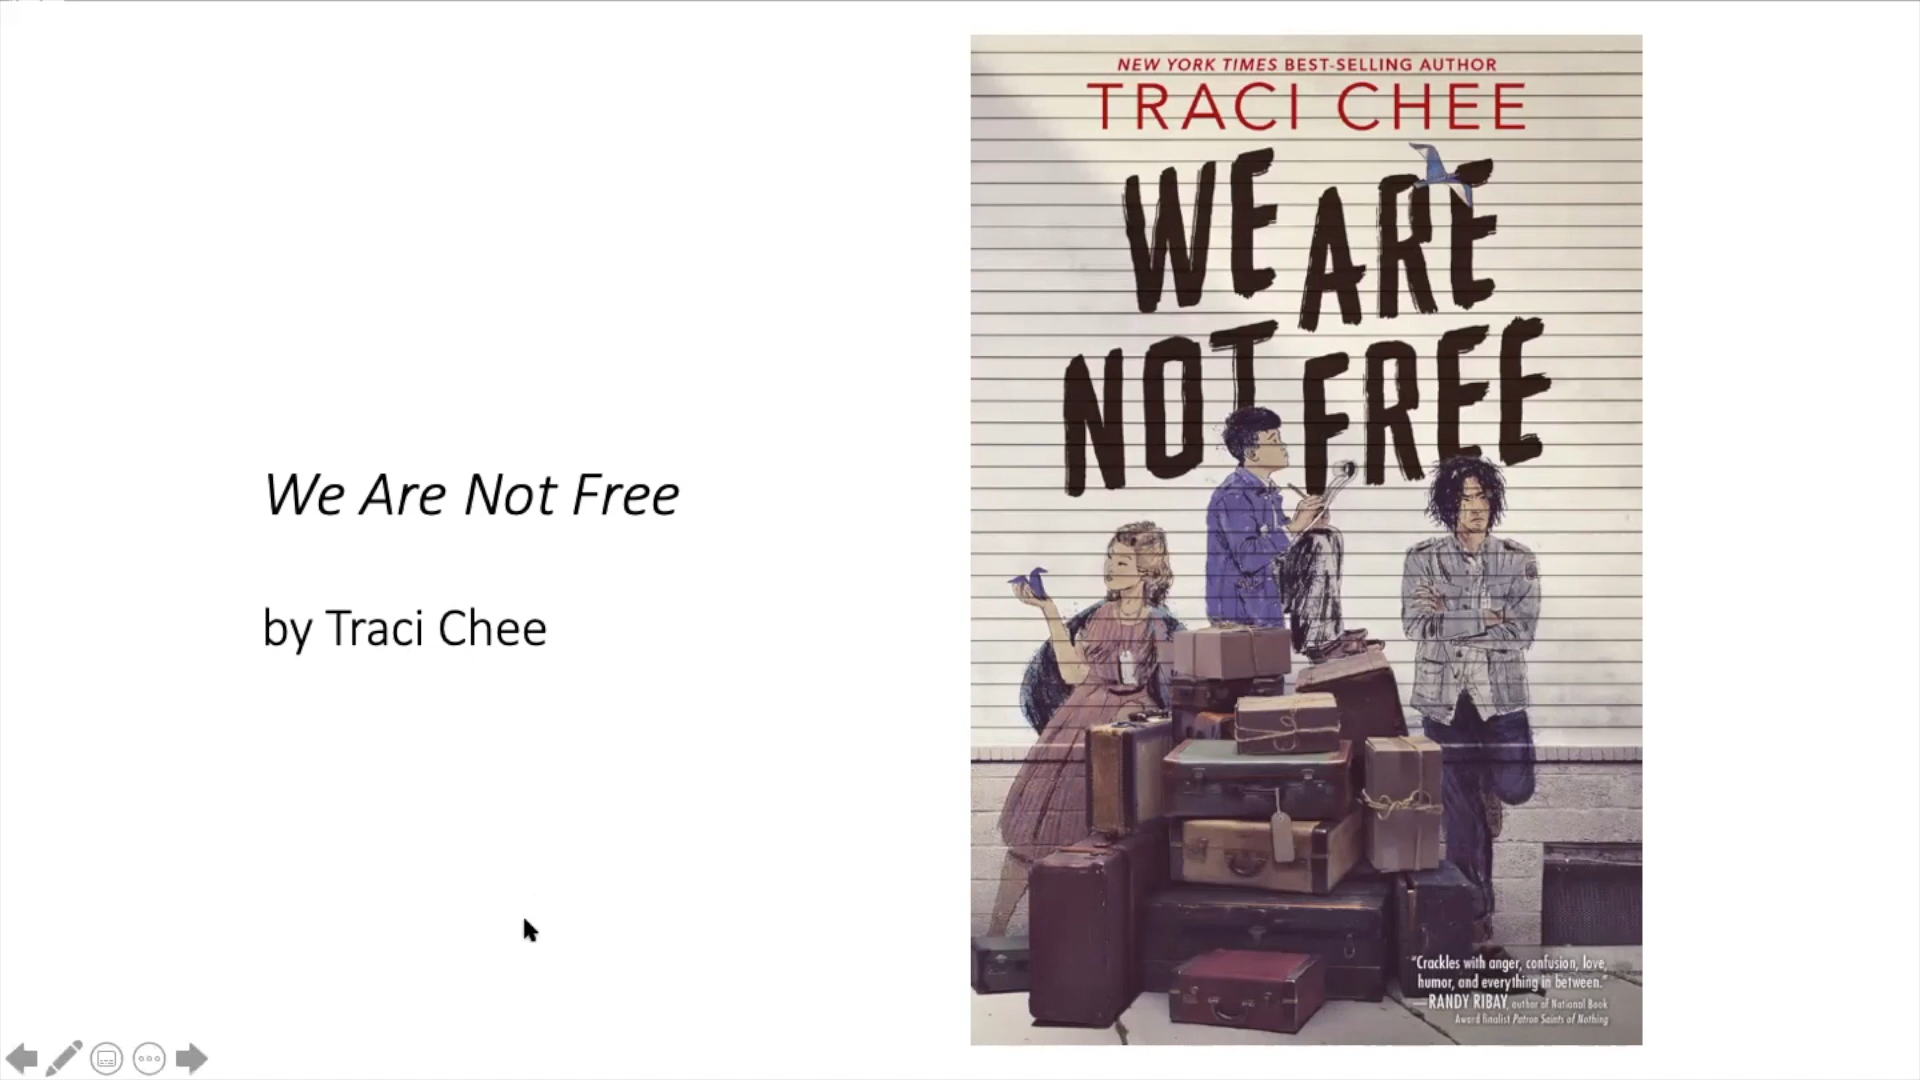 We Are Not Free
by Traci Chee
NEW YORK TIMES BEST-SELLING AUTHOR
TRACI CHEE
WE ARE
NOT FREE
"Crackles with anger, confusion, love,
humor, and everything in between."
—RANDY RIBAY, author of National Book
Award finalist Patron Saints of Nothing